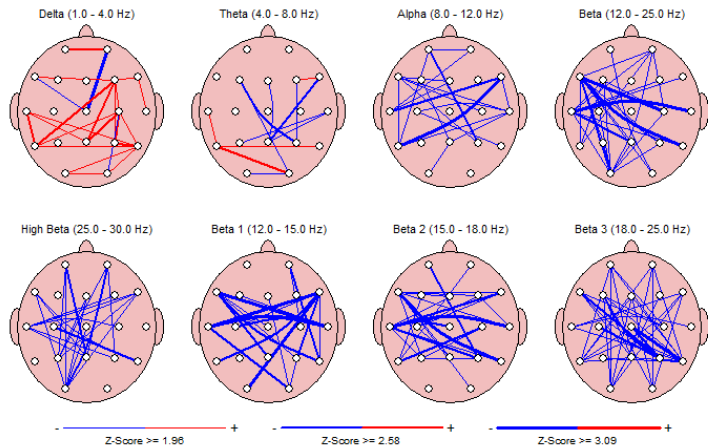 Delta (1.0 - 4.0 Hz) Theta (4.0 - 8.0 Hz) Alpha (8.0 - 12.0 Hz) Beta (12.0 - 25.0 Hz)
High Beta (25.0 - 30.0 Hz) Beta 1 (12.0 - 15.0 Hz) Beta 2 (15.0 - 18.0 Hz) Beta 3 (18.0 - 25.0 Hz)
- + - + - +
Z-Score >= 1.96 Z-Score >= 2.58 Z-Score >= 3.09